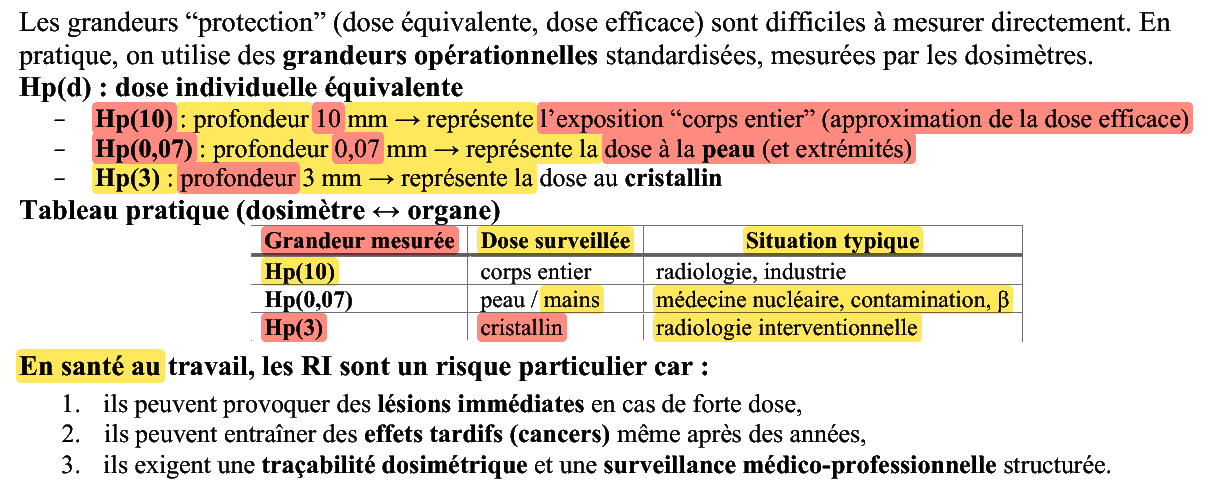 Les grandeurs “protection” (dose équivalente, dose efficace) sont difficiles à mesurer directement. En
pratique, on utilise des grandeurs opérationnelles standardisées, mesurées par les dosimètres.
Hp(d) : dose individuelle équivalente
- Hp(10) : profondeur 10 mm → représente l’exposition “corps entier” (approximation de la dose efficace)
- Hp(0,07) : profondeur 0,07 mm → représente la dose à la peau (et extrémités)
- Hp(3) : profondeur 3 mm → représente la dose au cristallin
Tableau pratique (dosimètre ↔ organe)
Grandeur mesurée Dose surveillée Situation typique
Hp(10) corps entier radiologie, industrie
Hp(0,07) peau / mains médecine nucléaire, contamination, β
Hp(3) cristallin radiologie interventionnelle
En santé au travail, les RI sont un risque particulier car :
1. ils peuvent provoquer des lésions immédiates en cas de forte dose,
2. ils peuvent entraîner des effets tardifs (cancers) même après des années,
3. ils exigent une traçabilité dosimétrique et une surveillance médico-professionnelle structurée.